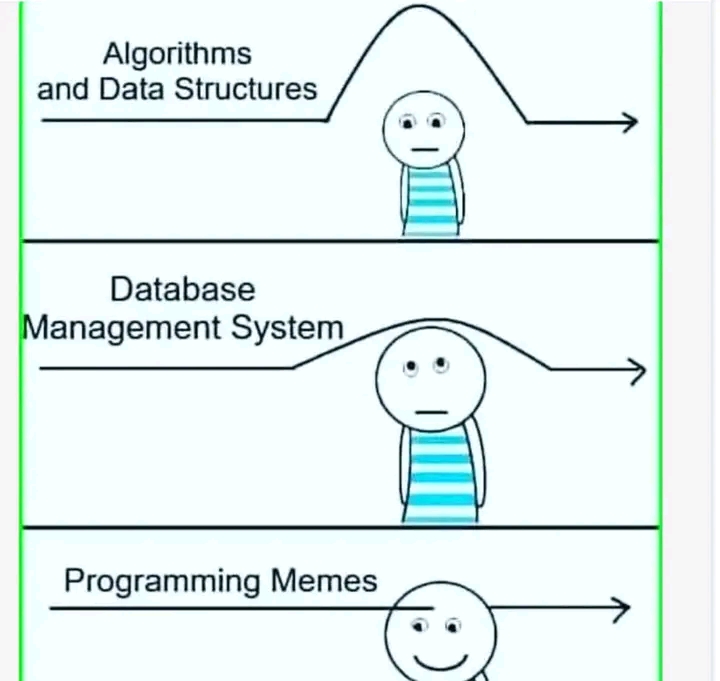 Algorithms
and Data Structures
Database
Management System
Programming Memes